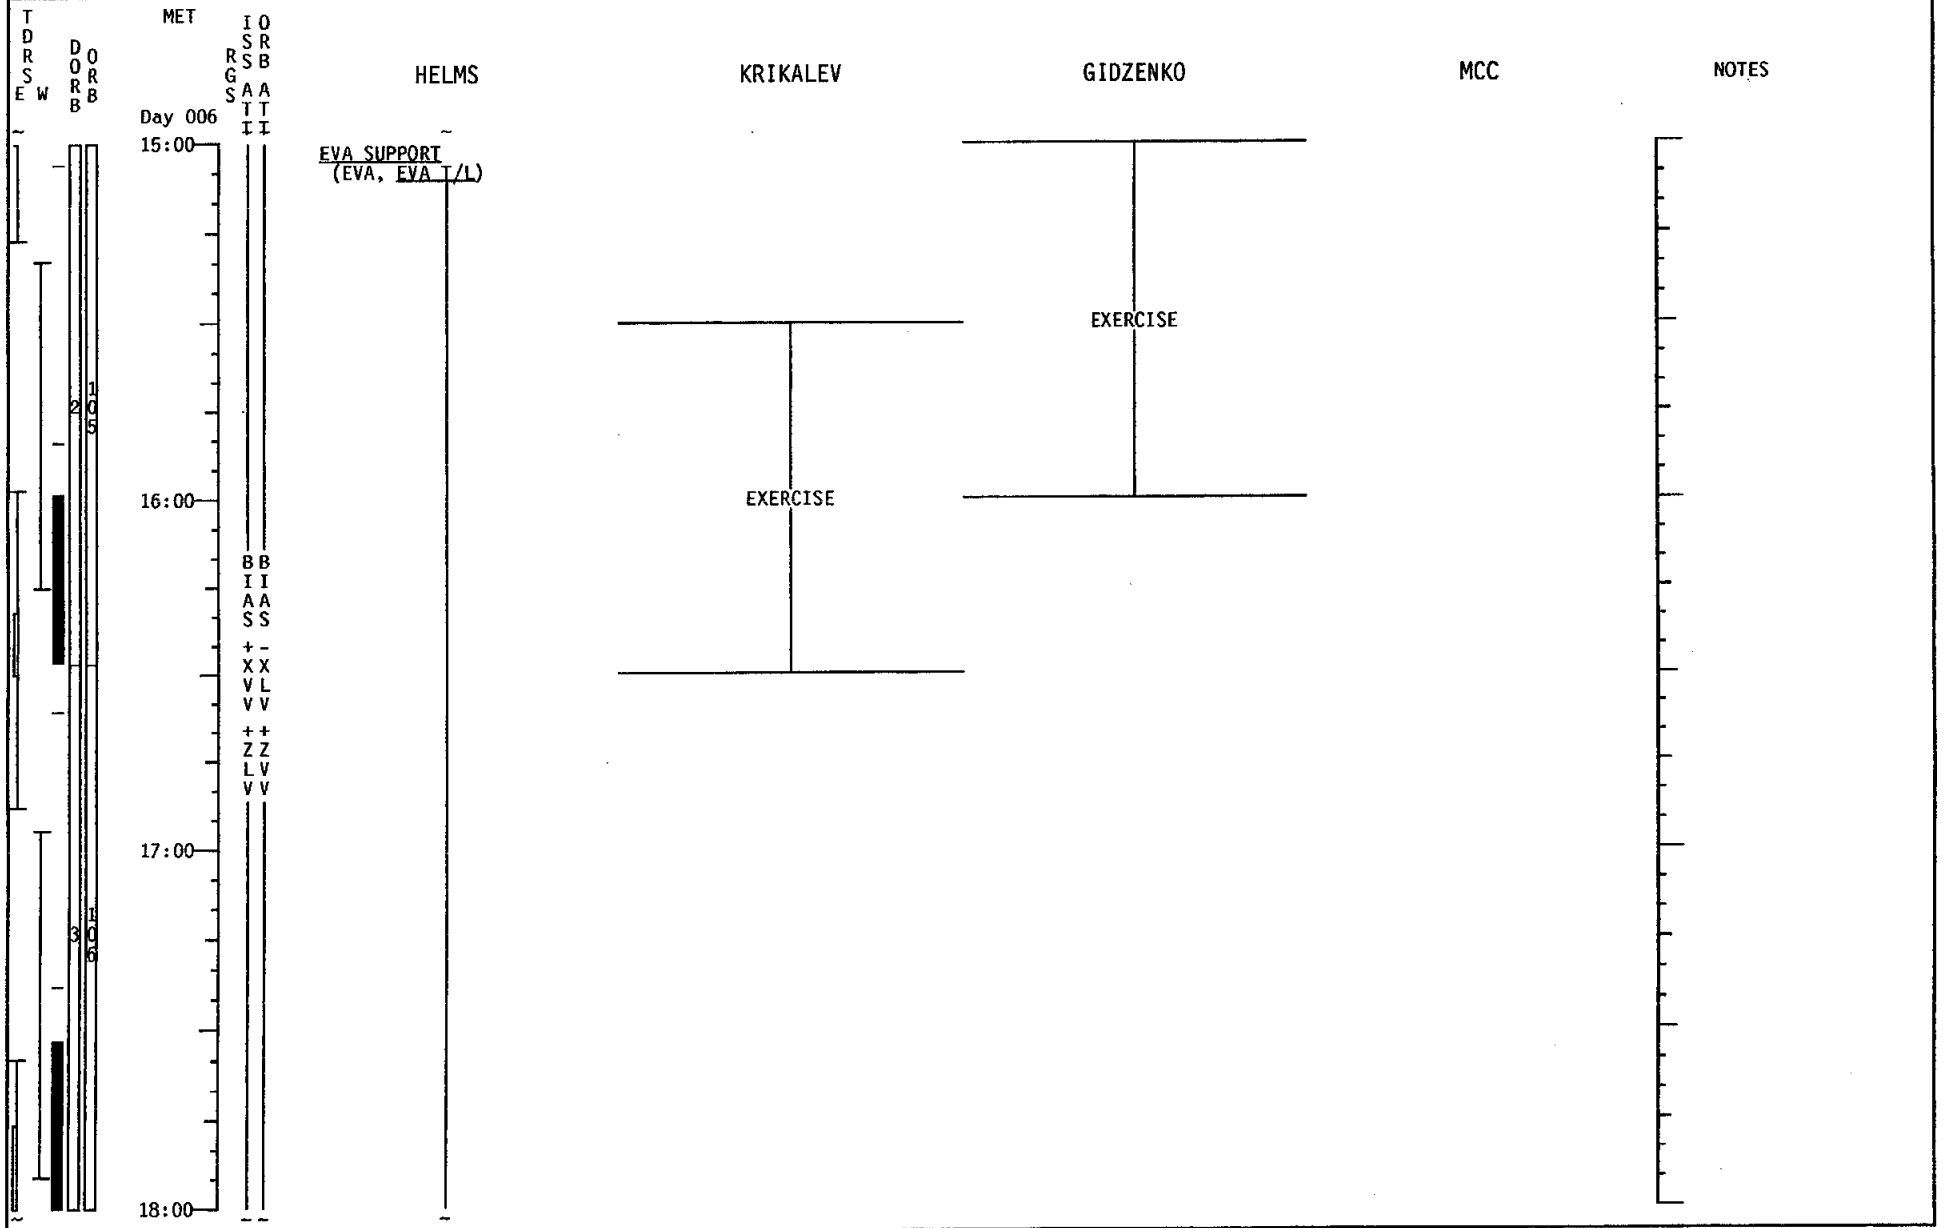 TDRS
E W
DORB
ORB
MET
Day 006
RGS
ISS ATT
ORB ATT
HELMS
KRIKALEV
GIDZENKO
MCC
NOTES
~
~
15:00
EVA SUPPORT
(EVA, EVA T/L)
EXERCISE
2
105
16:00
EXERCISE
BIAS +XVV +ZLV
BIAS -XLV +ZVV
17:00
3
106
18:00
~
~~
~